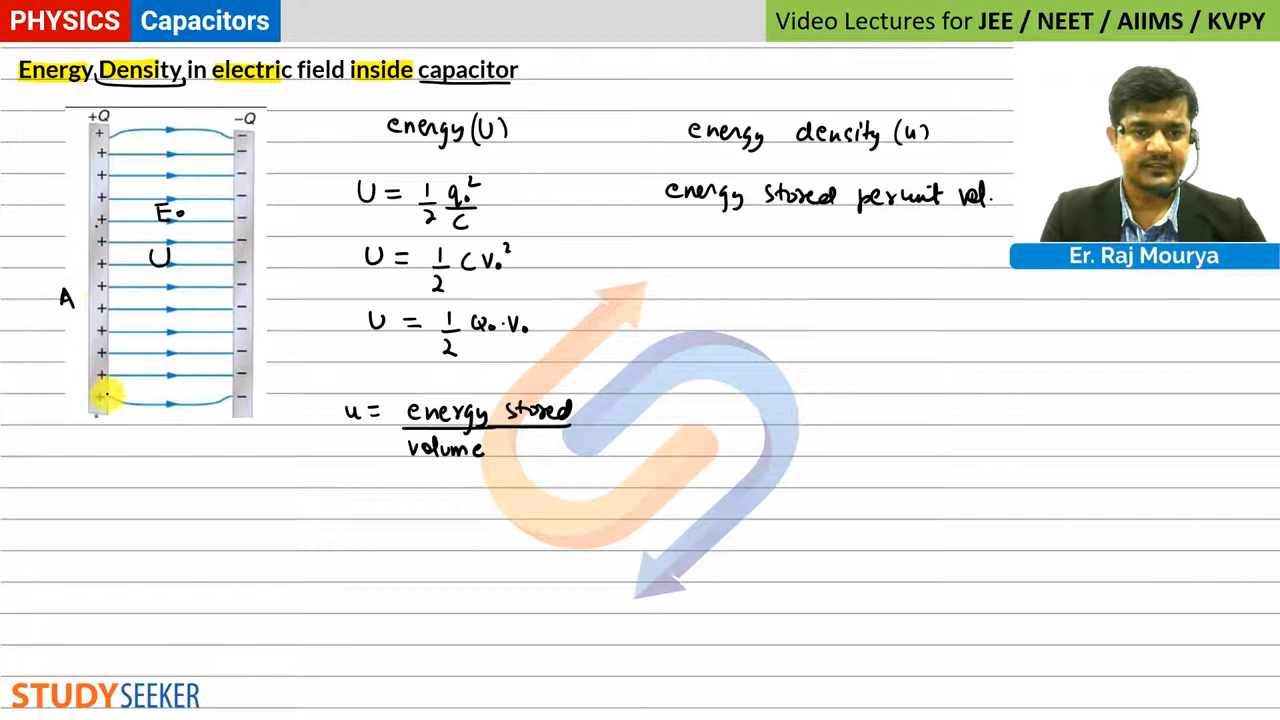 PHYSICS Capacitors
Video Lectures for JEE / NEET / AIIMS / KVPY
Energy Density in electric field inside capacitor
+Q -Q
energy (U)
energy density (u)
U = 1/2 q₀²/C
energy stored per unit vol.
E₀
U
U = 1/2 C V₀²
Er. Raj Mourya
A
U = 1/2 Q₀ . V₀
u = energy stored
volume
STUDYSEEKER